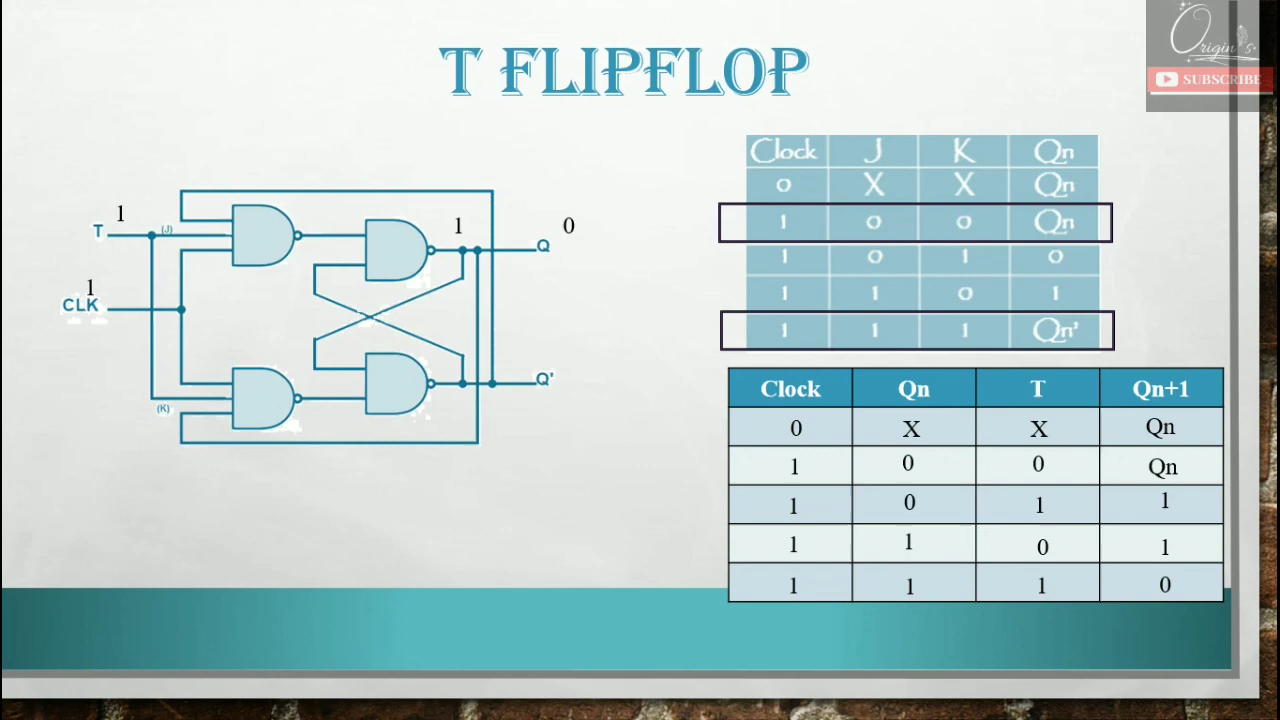 T FLIPFLOP
Origin's
SUBSCRIBE
1
T
(J)
1
0
Q
1
CLK
(K)
Q'
Clock J K Qn
0 X X Qn
1 0 0 Qn
1 0 1 0
1 1 0 1
1 1 1 Qn'
Clock Qn T Qn+1
0 X X Qn
1 0 0 Qn
1 0 1 1
1 1 0 1
1 1 1 0